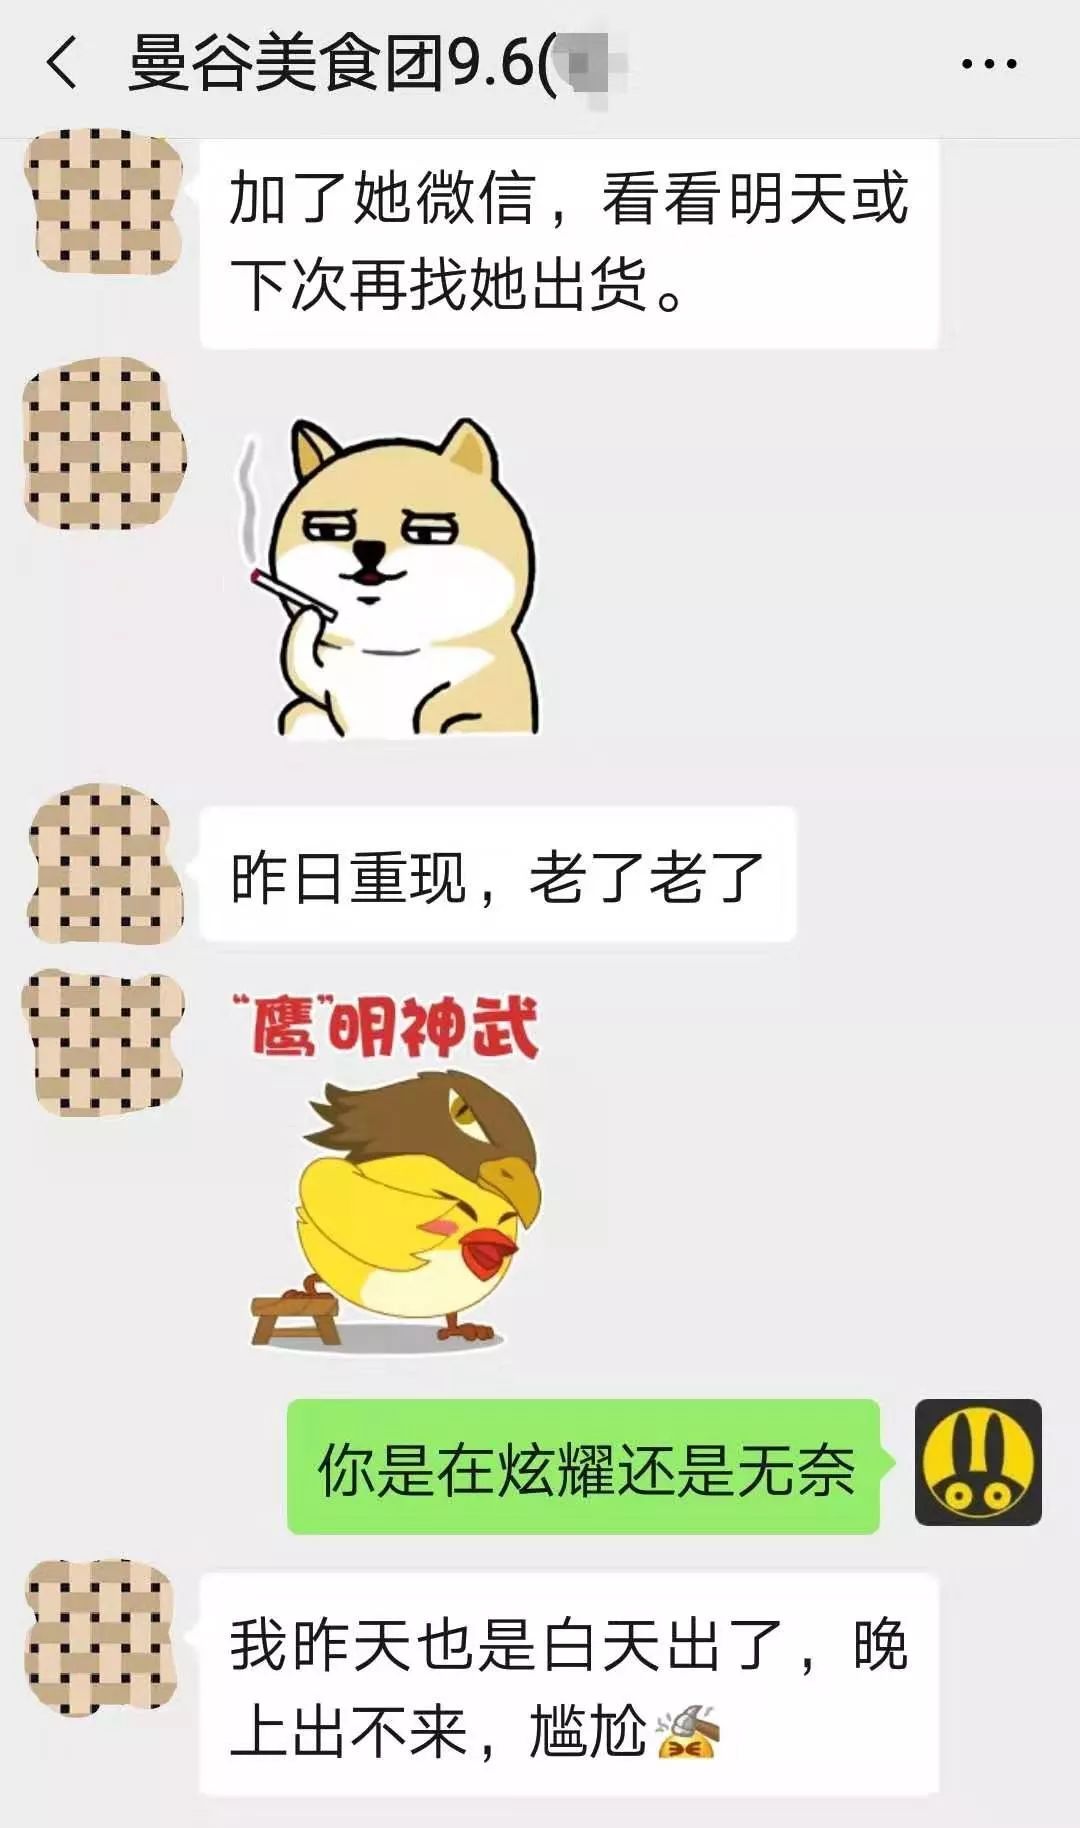 曼谷美食团9.6(
加了她微信，看看明天或
下次再找她出货。
昨日重现，老了老了
“鹰”明神武
你是在炫耀还是无奈
我昨天也是白天出了，晚
上出不来，尴尬